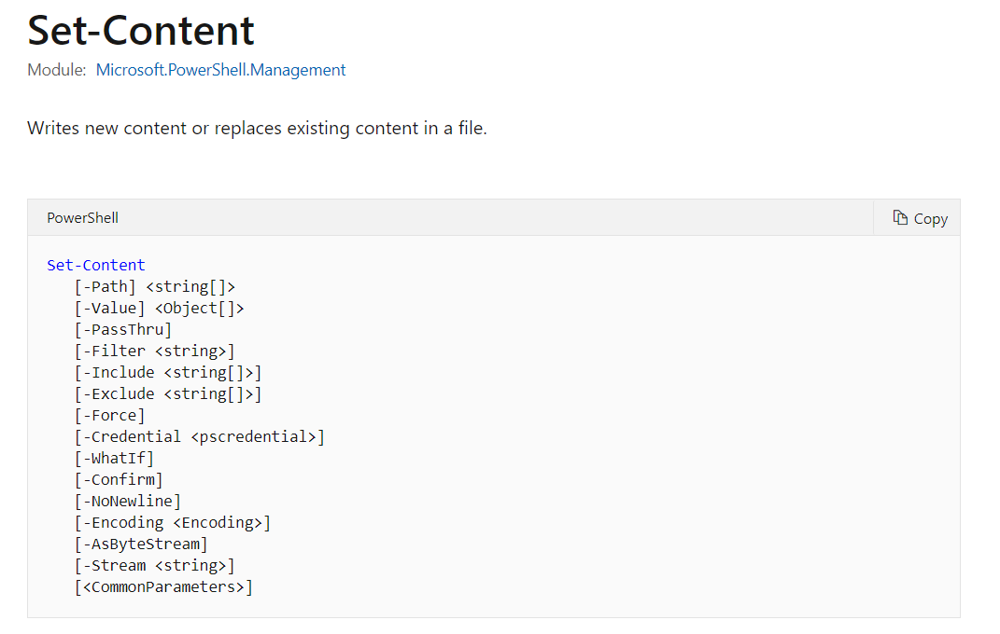 Set-Content
Module: Microsoft.PowerShell.Management
Writes new content or replaces existing content in a file.
PowerShell
Copy
Set-Content
[-Path] <string[]>
[-Value] <Object[]>
[-PassThru]
[-Filter <string>]
[-Include <string[]>]
[-Exclude <string[]>]
[-Force]
[-Credential <pscredential>]
[-WhatIf]
[-Confirm]
[-NoNewline]
[-Encoding <Encoding>]
[-AsByteStream]
[-Stream <string>]
[<CommonParameters>]